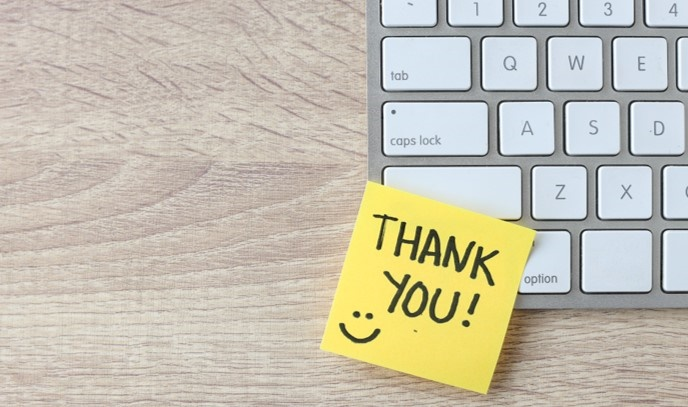 ~ 1 2 3 4
tab Q W E
caps lock A S D
Z X
option
THANK
YOU!